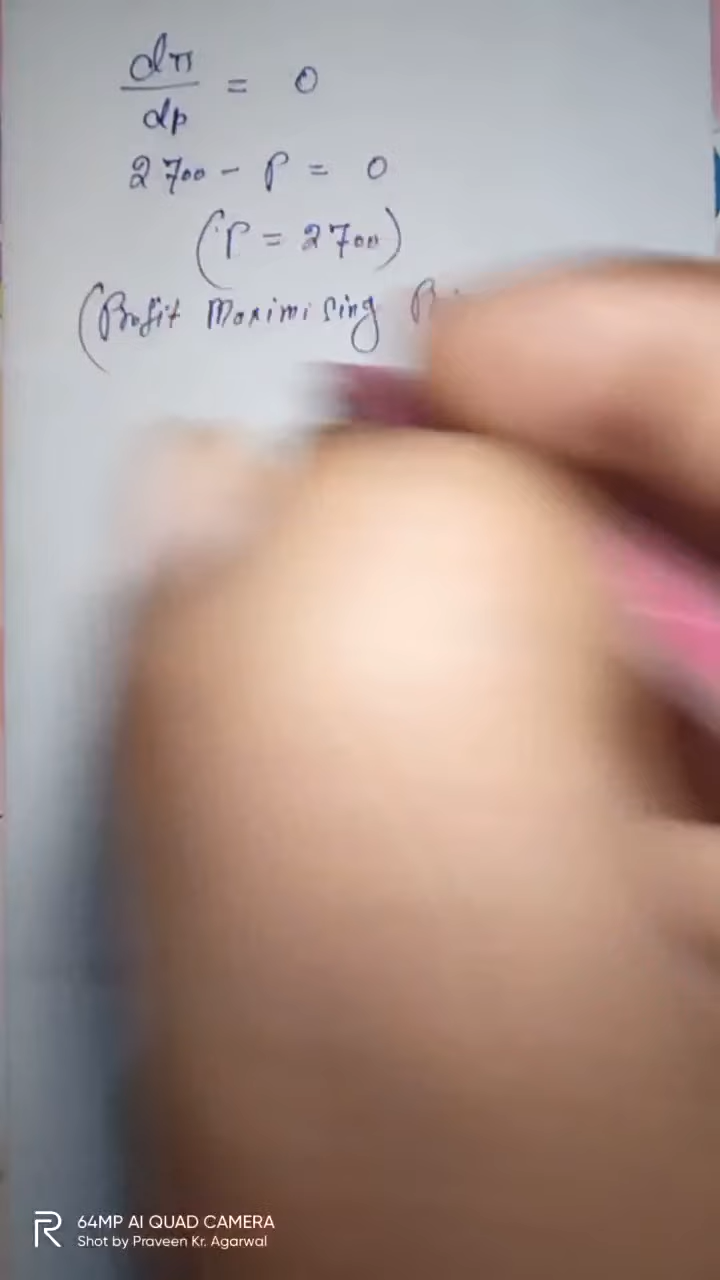 dπ
── = 0
dp
2700 - P = 0
(P = 2700)
(Profit Maximising
64MP AI QUAD CAMERA
Shot by Praveen Kr. Agarwal